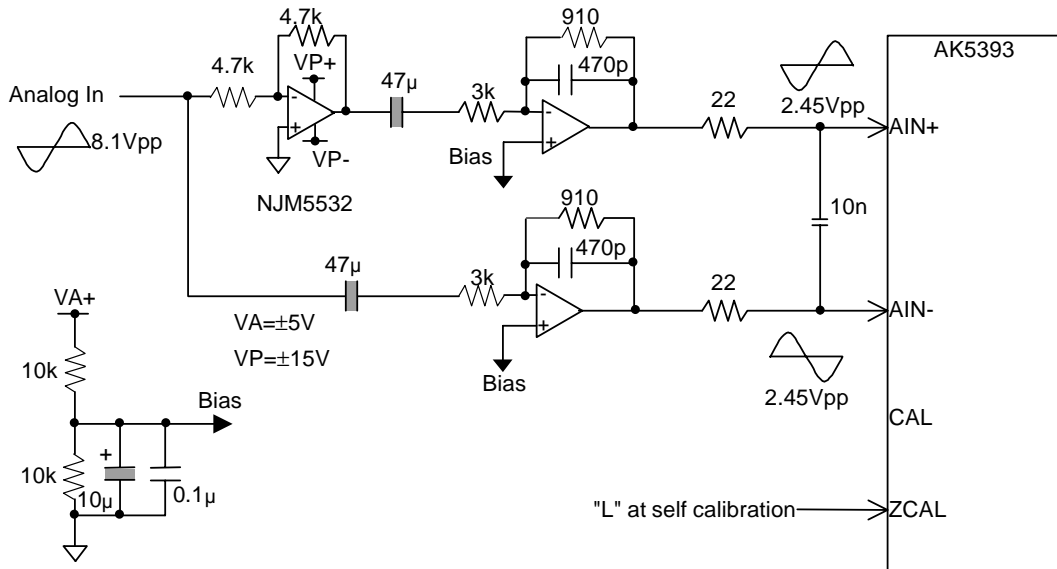 4.7k
910
AK5393
VP+
4.7k
47µ
470p
3k
22
2.45Vpp
Analog In
-
-
AIN+
+
+
8.1Vpp
VP-
Bias
NJM5532
910
10n
47µ
470p
3k
22
VA+
-
AIN-
VA=±5V
+
VP=±15V
10k
Bias
2.45Vpp
Bias
CAL
+
10k
10µ
0.1µ
"L" at self calibration
ZCAL